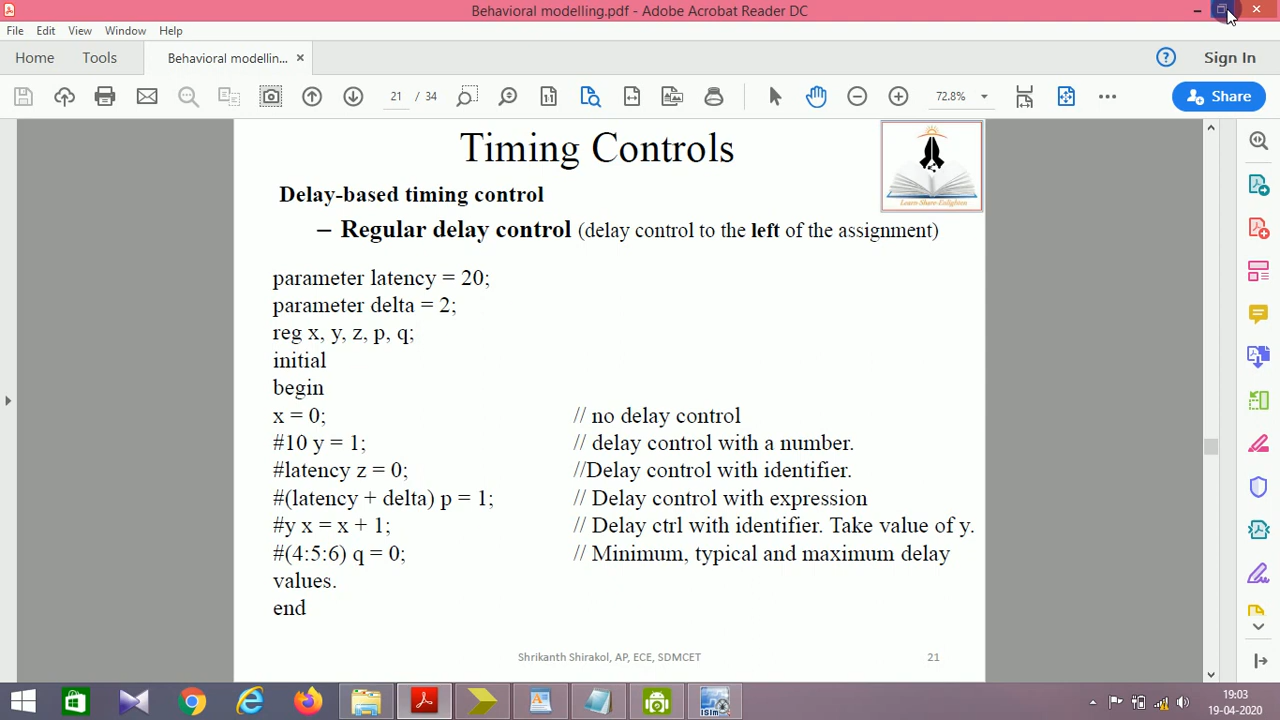 Behavioral modelling.pdf - Adobe Acrobat Reader DC
File Edit View Window Help
Home Tools Behavioral modellin... × Sign In
21 / 34 72.8% Share
Timing Controls
Learn-Share-Enlighten
Delay-based timing control
– Regular delay control (delay control to the left of the assignment)
parameter latency = 20;
parameter delta = 2;
reg x, y, z, p, q;
initial
begin
x = 0; // no delay control
#10 y = 1; // delay control with a number.
#latency z = 0; //Delay control with identifier.
#(latency + delta) p = 1; // Delay control with expression
#y x = x + 1; // Delay ctrl with identifier. Take value of y.
#(4:5:6) q = 0; // Minimum, typical and maximum delay
values.
end
Shrikanth Shirakol, AP, ECE, SDMCET 21
ISim
19:03
19-04-2020